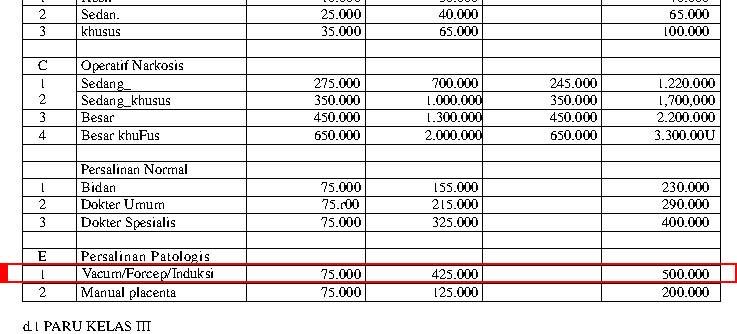 2 Sedan. 25.000 40.000 65.000
3 khusus 35.000 65.000 100.000
C Operatif Narkosis
1 Sedang_ 275.000 700.000 245.000 1.220.000
2 Sedang_khusus 350.000 1.000.000 350.000 1,700,000
3 Besar 450.000 1.300.000 450.000 2.200.000
4 Besar khuFus 650.000 2.000.000 650.000 3.300.00U
Persalinan Normal
1 Bidan 75.000 155.000 230.000
2 Dokter Umum 75.r00 215.000 290.000
3 Dokter Spesialis 75.000 325.000 400.000
E Persalinan Patologis
1 Vacum/Forcep/Induksi 75.000 425.000 500.000
2 Manual placenta 75.000 125.000 200.000
d.1 PARU KELAS III